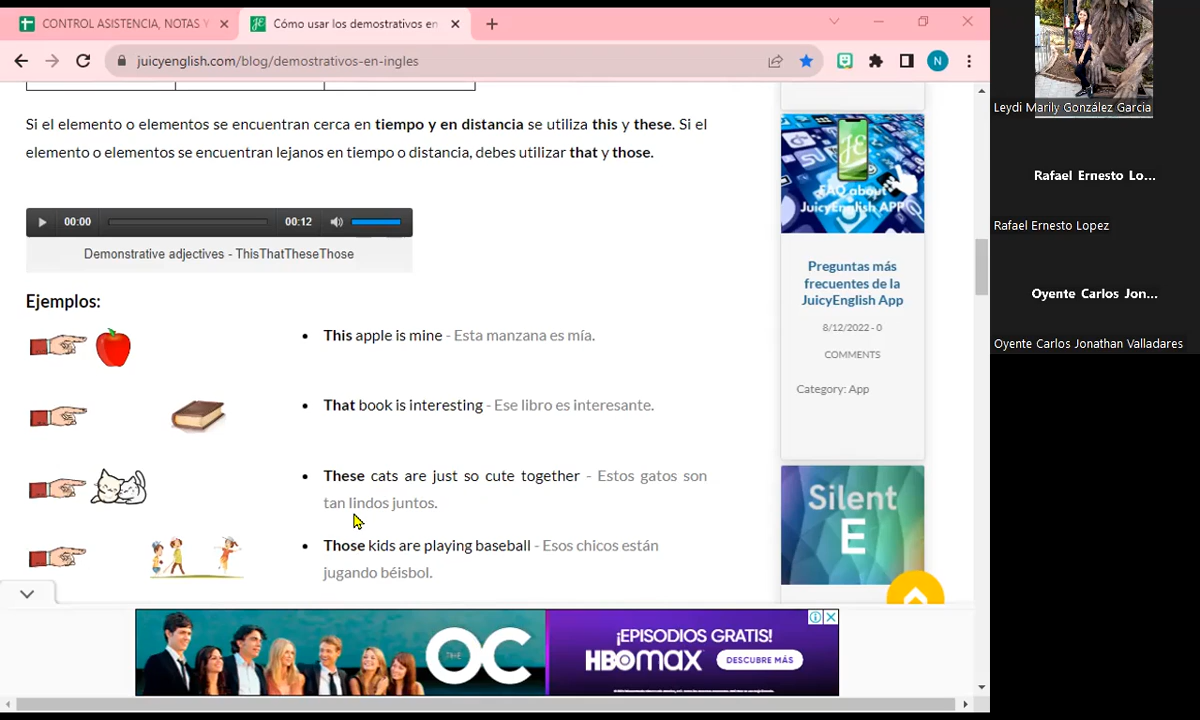 CONTROL ASISTENCIA, NOTAS Y
Cómo usar los demostrativos en
juicyenglish.com/blog/demostrativos-en-ingles
N
Si el elemento o elementos se encuentran cerca en tiempo y en distancia se utiliza this y these. Si el
elemento o elementos se encuentran lejanos en tiempo o distancia, debes utilizar that y those.
00:00
00:12
Demonstrative adjectives - ThisThatTheseThose
Ejemplos:
This apple is mine - Esta manzana es mía.
That book is interesting - Ese libro es interesante.
These cats are just so cute together - Estos gatos son
tan lindos juntos.
Those kids are playing baseball - Esos chicos están
jugando béisbol.
JE
FAQ about
JuicyEnglish APP
Preguntas más
frecuentes de la
JuicyEnglish App
8/12/2022 - 0
COMMENTS
Category: App
Silent
E
THE
OC
¡EPISODIOS GRATIS!
HBOMAX
DESCUBRE MÁS
Leydi Marily González Garcia
Rafael Ernesto Lo...
Rafael Ernesto Lopez
Oyente Carlos Jon...
Oyente Carlos Jonathan Valladares